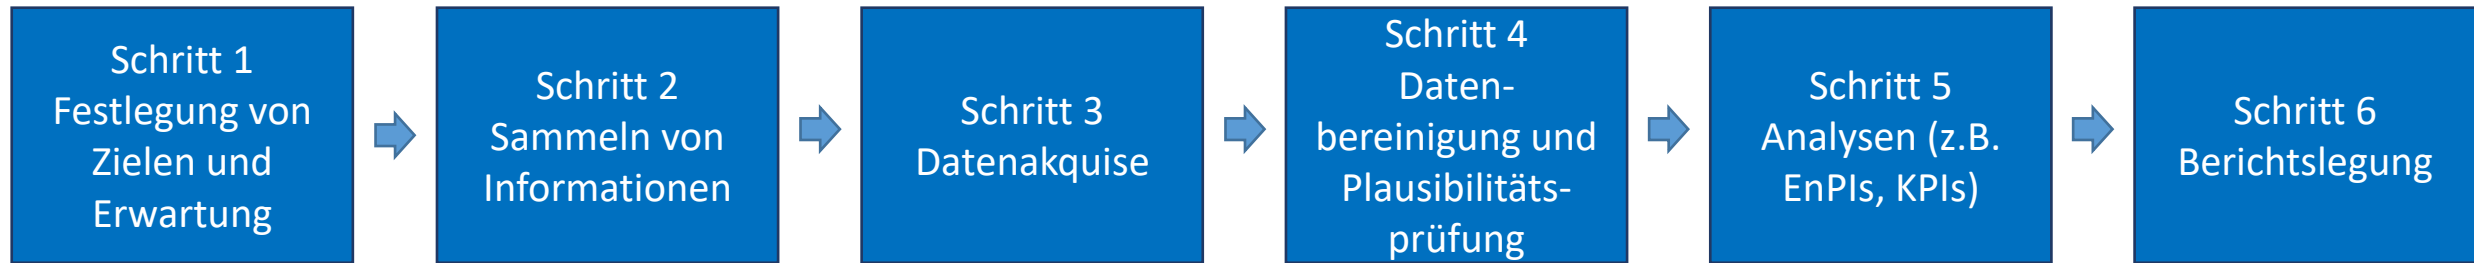 Schritt 1
Festlegung von
Zielen und
Erwartung
Schritt 2
Sammeln von
Informationen
Schritt 3
Datenakquise
Schritt 4
Daten-
bereinigung und
Plausibilitäts-
prüfung
Schritt 5
Analysen (z.B.
EnPIs, KPIs)
Schritt 6
Berichtslegung